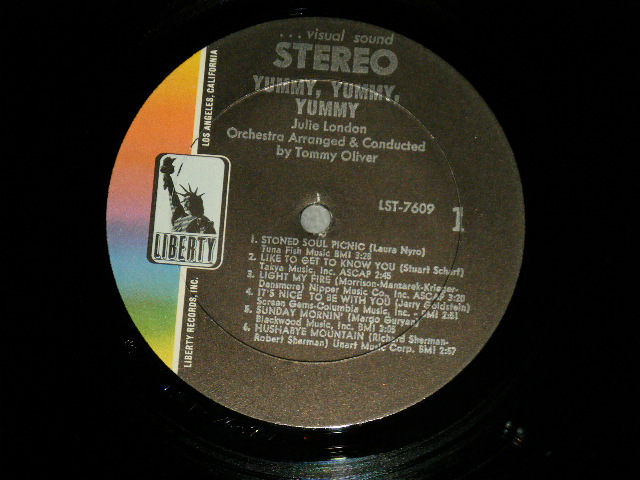 ...visual sound
STEREO
YUMMY, YUMMY,
YUMMY
Julie London
Orchestra Arranged & Conducted
by Tommy Oliver
LST-7609
1
1. STONED SOUL PICNIC (Laura Nyro)
Tuna Fish Music BMI 3:28
2. LIKE TO GET TO KNOW YOU (Stuart Scharf)
Takya Music, Inc. ASCAP 2:45
3. LIGHT MY FIRE (Morrison-Manzarek-Krieger-
Densmore) Nipper Music Co., Inc. ASCAP 3:20
4. IT'S NICE TO BE WITH YOU (Jerry Goldstein)
Screen Gems-Columbia Music, Inc. - BMI 2:51
5. SUNDAY MORNIN' (Margo Guryan)
Blackwood Music, Inc. BMI 3:05
6. HUSHABYE MOUNTAIN (Richard Sherman-
Robert Sherman) Unart Music Corp. BMI 2:57
LIBERTY
LIBERTY RECORDS, INC.
LOS ANGELES, CALIFORNIA